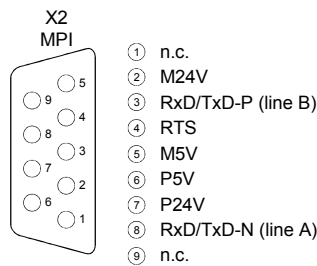 X2
MPI
5
9
4
8
3
7
2
6
1
1 n.c.
2 M24V
3 RxD/TxD-P (line B)
4 RTS
5 M5V
6 P5V
7 P24V
8 RxD/TxD-N (line A)
9 n.c.